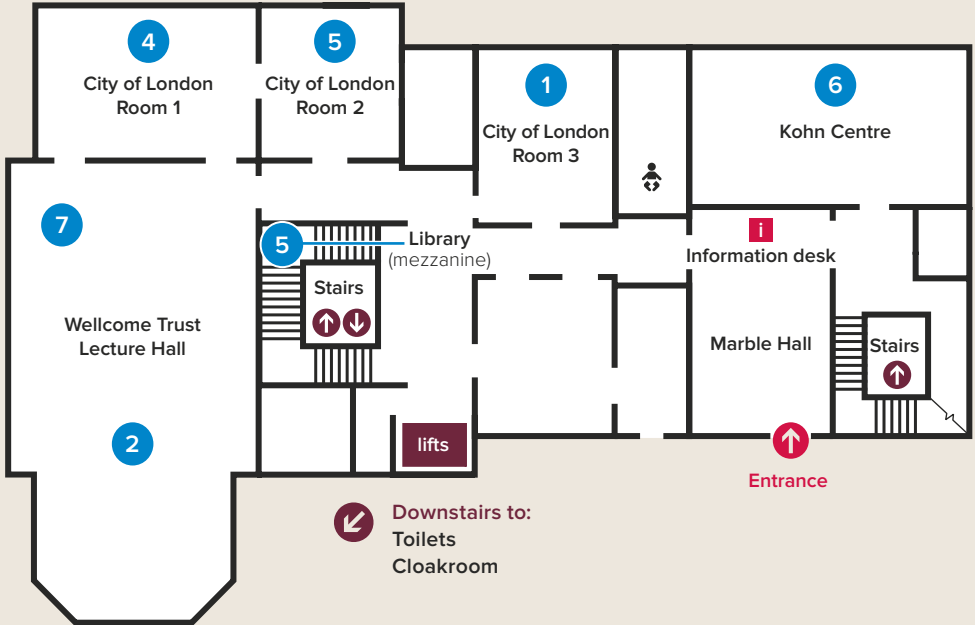 4
City of London
Room 1
5
City of London
Room 2
1
City of London
Room 3
6
Kohn Centre
7
5
Library
(mezzanine)
i
Information desk
Stairs
Wellcome Trust
Lecture Hall
Marble Hall
Stairs
2
lifts
Entrance
Downstairs to:
Toilets
Cloakroom